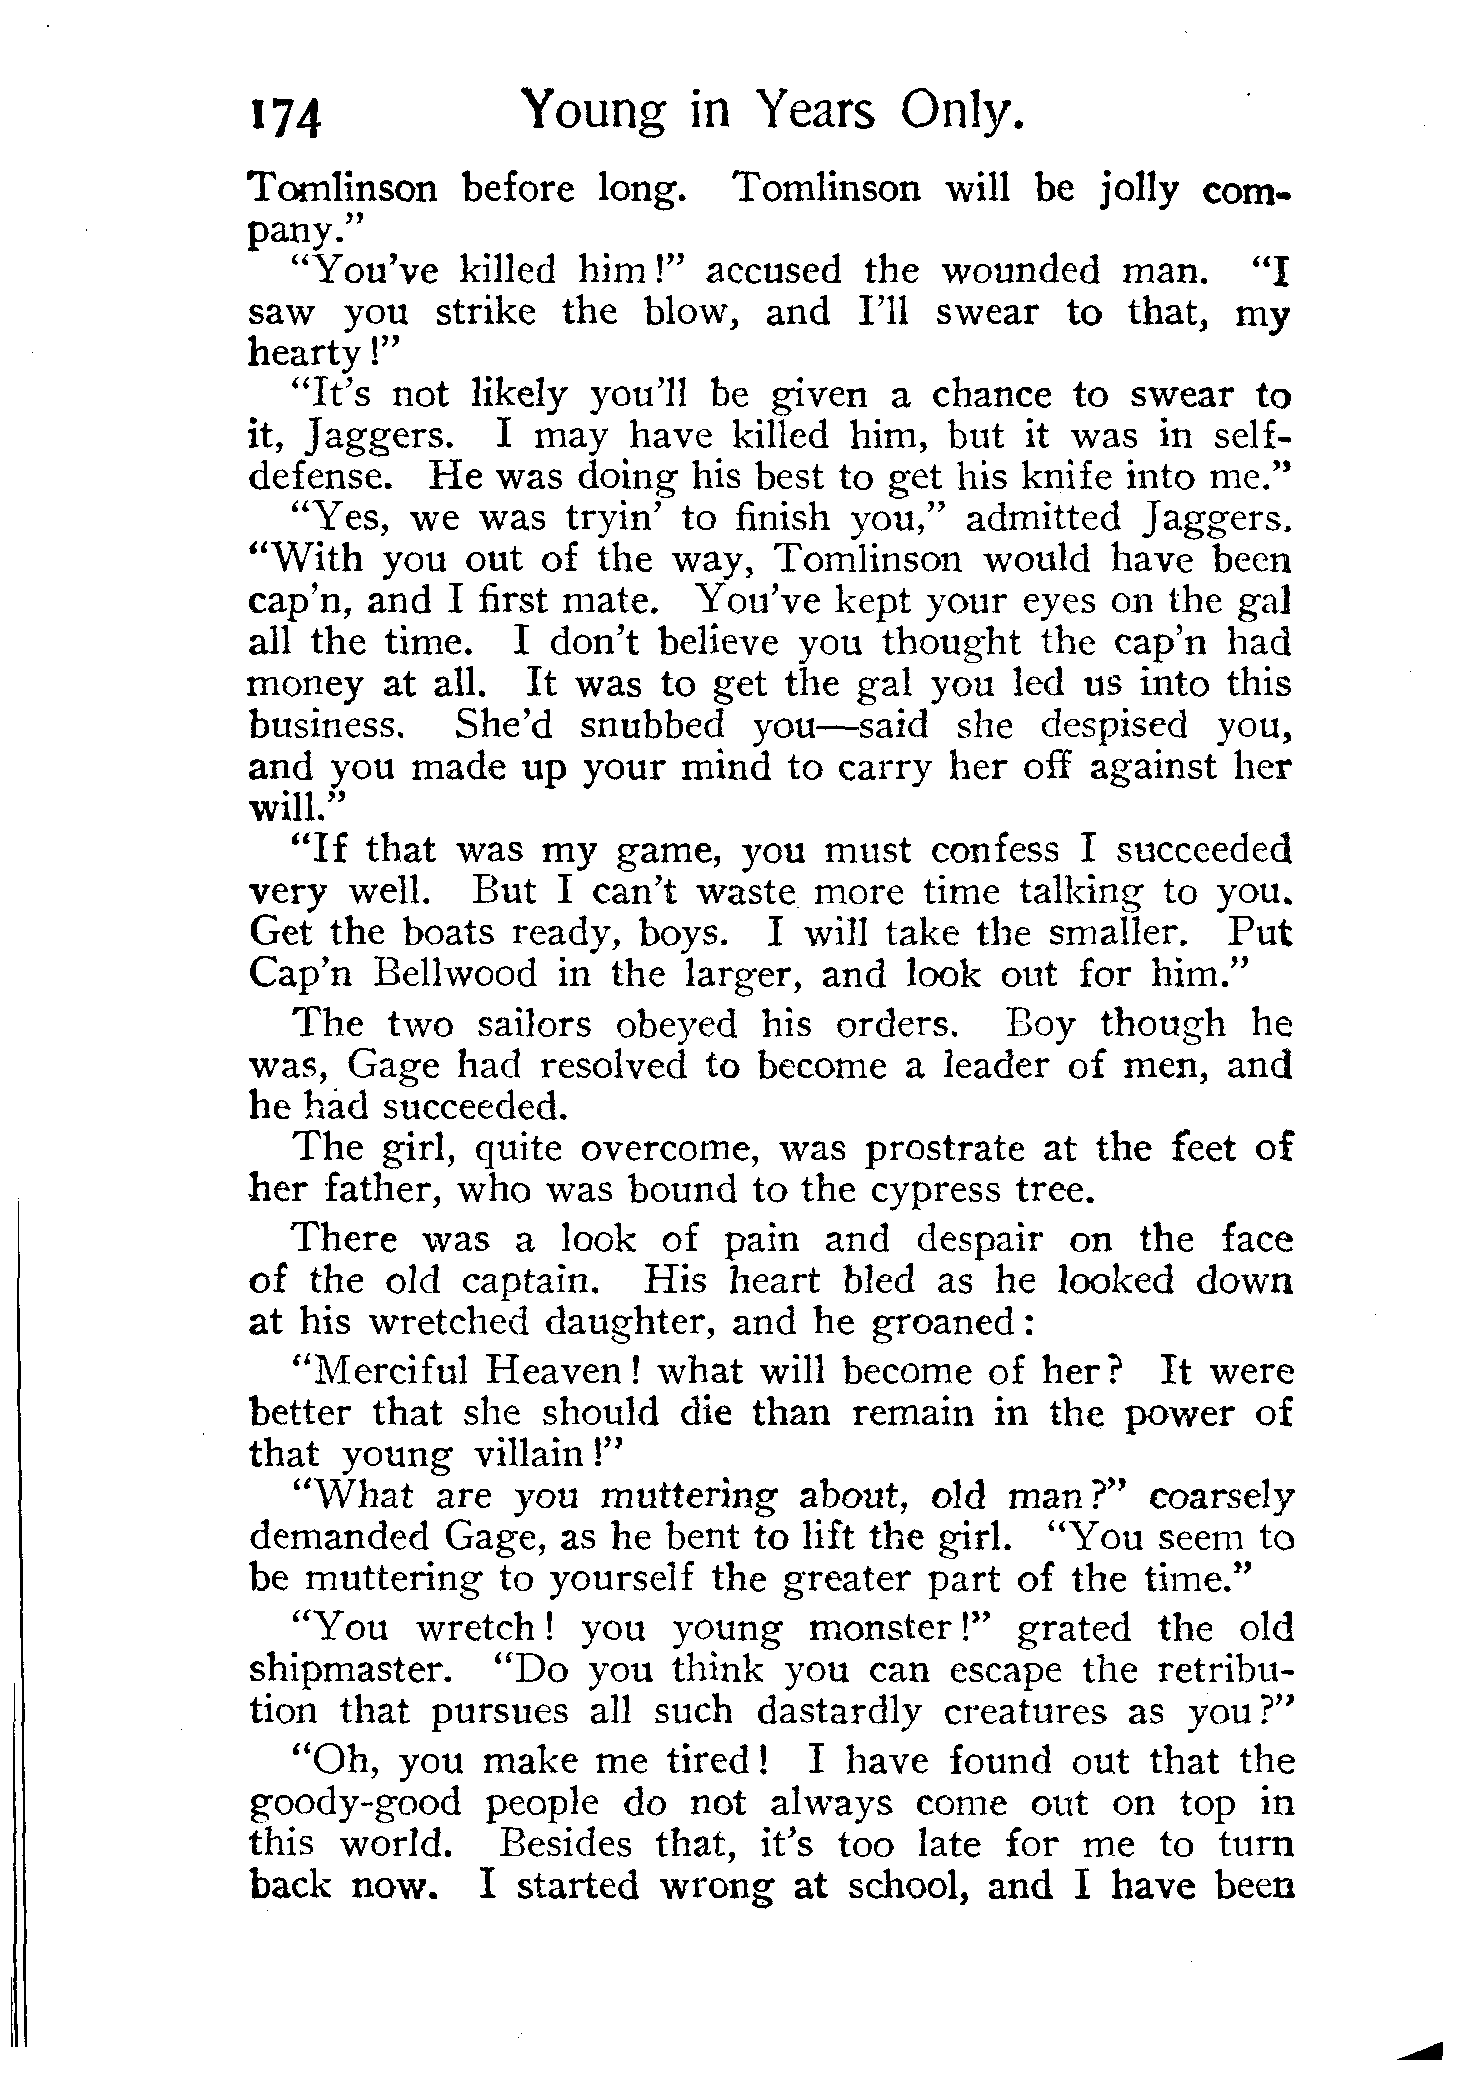 174 Young in Years Only.
Tomlinson before long. Tomlinson will be jolly com-
pany."
"You've killed him!" accused the wounded man. "I
saw you strike the blow, and I'll swear to that, my
hearty!"
"It's not likely you'll be given a chance to swear to
it, Jaggers. I may have killed him, but it was in self-
defense. He was doing his best to get his knife into me."
"Yes, we was tryin' to finish you," admitted Jaggers.
"With you out of the way, Tomlinson would have been
cap'n, and I first mate. You've kept your eyes on the gal
all the time. I don't believe you thought the cap'n had
money at all. It was to get the gal you led us into this
business. She'd snubbed you—said she despised you,
and you made up your mind to carry her off against her
will."
"If that was my game, you must confess I succeeded
very well. But I can't waste more time talking to you.
Get the boats ready, boys. I will take the smaller. Put
Cap'n Bellwood in the larger, and look out for him."
The two sailors obeyed his orders. Boy though he
was, Gage had resolved to become a leader of men, and
he had succeeded.
The girl, quite overcome, was prostrate at the feet of
her father, who was bound to the cypress tree.
There was a look of pain and despair on the face
of the old captain. His heart bled as he looked down
at his wretched daughter, and he groaned:
"Merciful Heaven! what will become of her? It were
better that she should die than remain in the power of
that young villain!"
"What are you muttering about, old man?" coarsely
demanded Gage, as he bent to lift the girl. "You seem to
be muttering to yourself the greater part of the time."
"You wretch! you young monster!" grated the old
shipmaster. "Do you think you can escape the retribu-
tion that pursues all such dastardly creatures as you?"
"Oh, you make me tired! I have found out that the
goody-good people do not always come out on top in
this world. Besides that, it's too late for me to turn
back now. I started wrong at school, and I have been